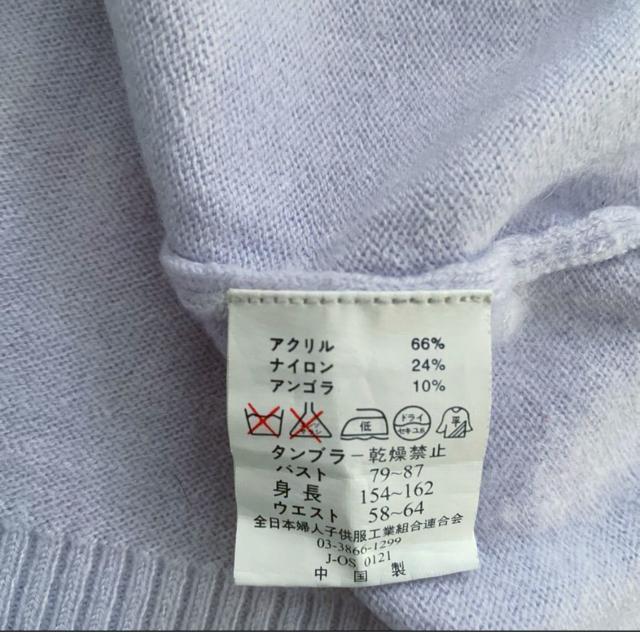 アクリル 66%
ナイロン 24%
アンゴラ 10%
低 ドライ セキユ系 平
タンブラー乾燥禁止
バスト 79~87
身長 154~162
ウエスト 58~64
全日本婦人子供服工業組合連合会
03-3866-1299
J-OS 0121
中国製